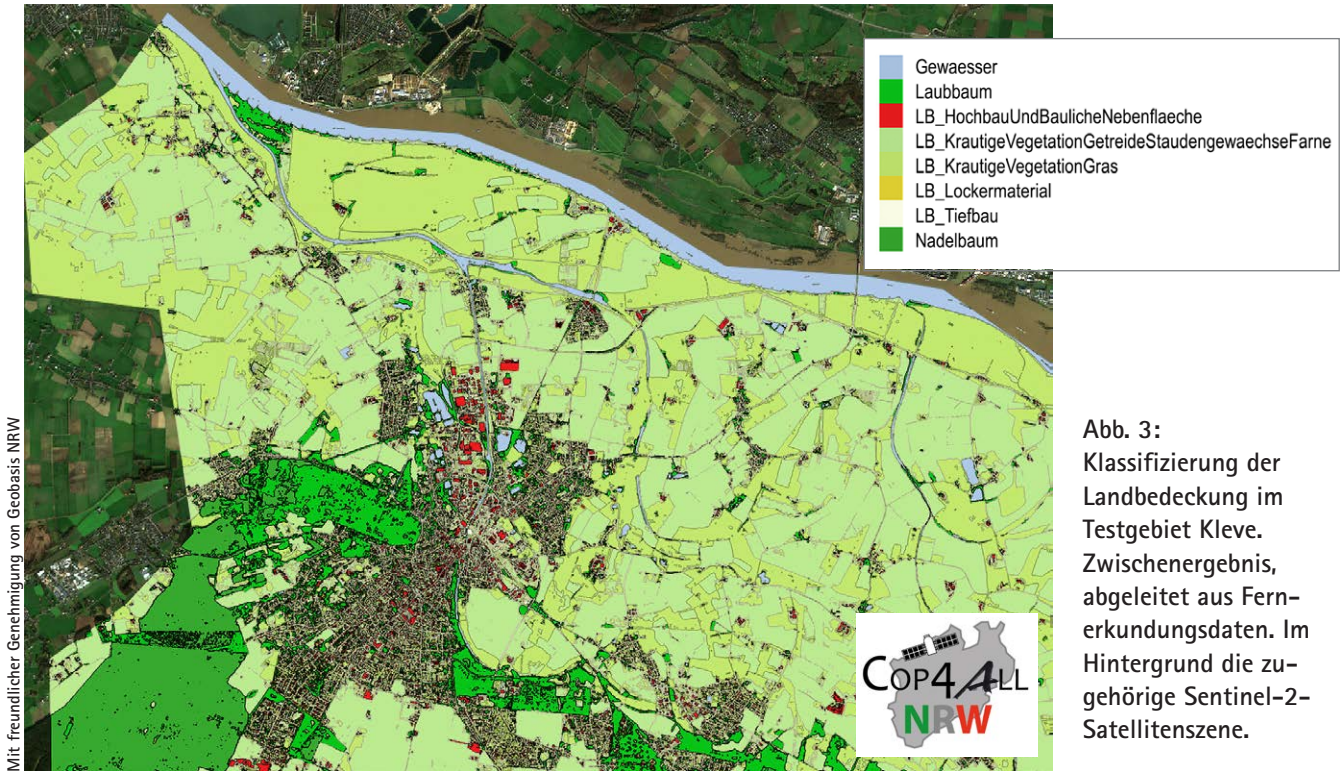 Gewaesser
Laubbaum
LB_HochbauUndBaulicheNebenflaeche
LB_KrautigeVegetationGetreideStaudengewaechseFarne
LB_KrautigeVegetationGras
LB_Lockermaterial
LB_Tiefbau
Nadelbaum
Mit freundlicher Genehmigung von Geobasis NRW
COP4ALL
NRW
Abb. 3:
Klassifizierung der
Landbedeckung im
Testgebiet Kleve.
Zwischenergebnis,
abgeleitet aus Fern-
erkundungsdaten. Im
Hintergrund die zu-
gehörige Sentinel-2-
Satellitenszene.